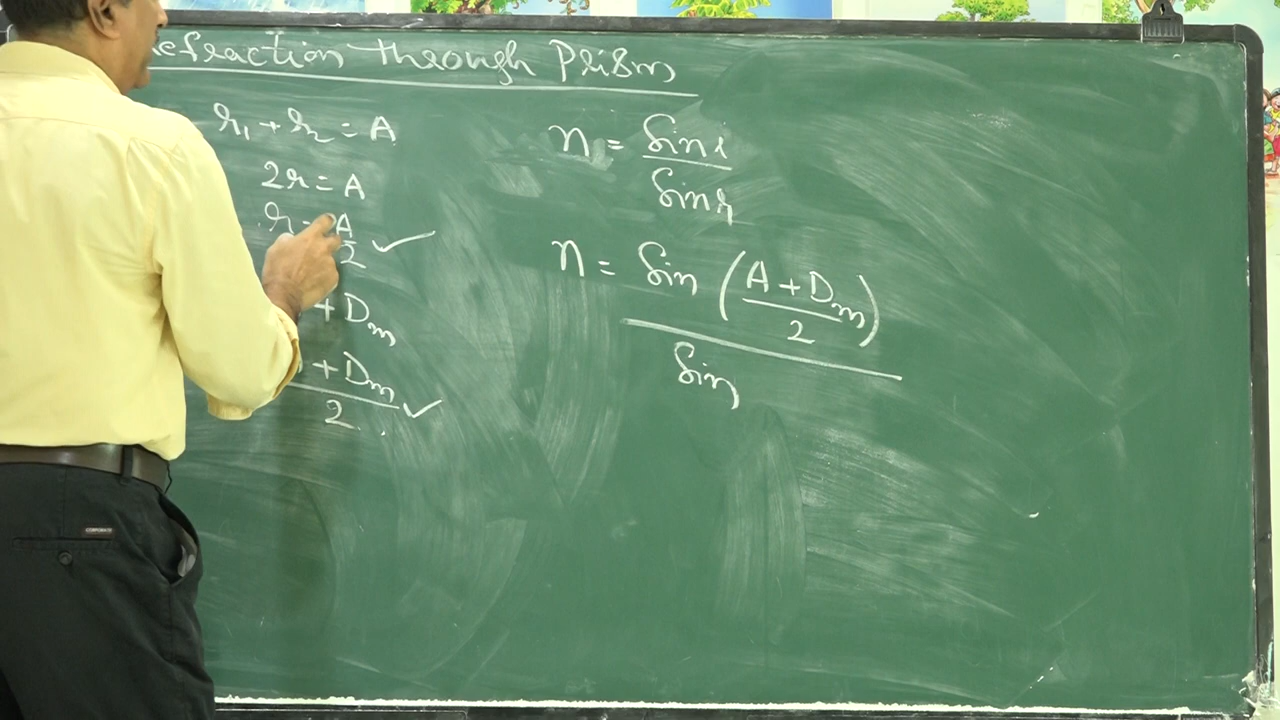 efraction Through Prism
r₁ + r₂ = A
2r = A
r = A/2 ✓
+ Dm
+ Dm / 2 ✓
n = Sin i / Sin r
n = Sin (A + Dm / 2) / Sin